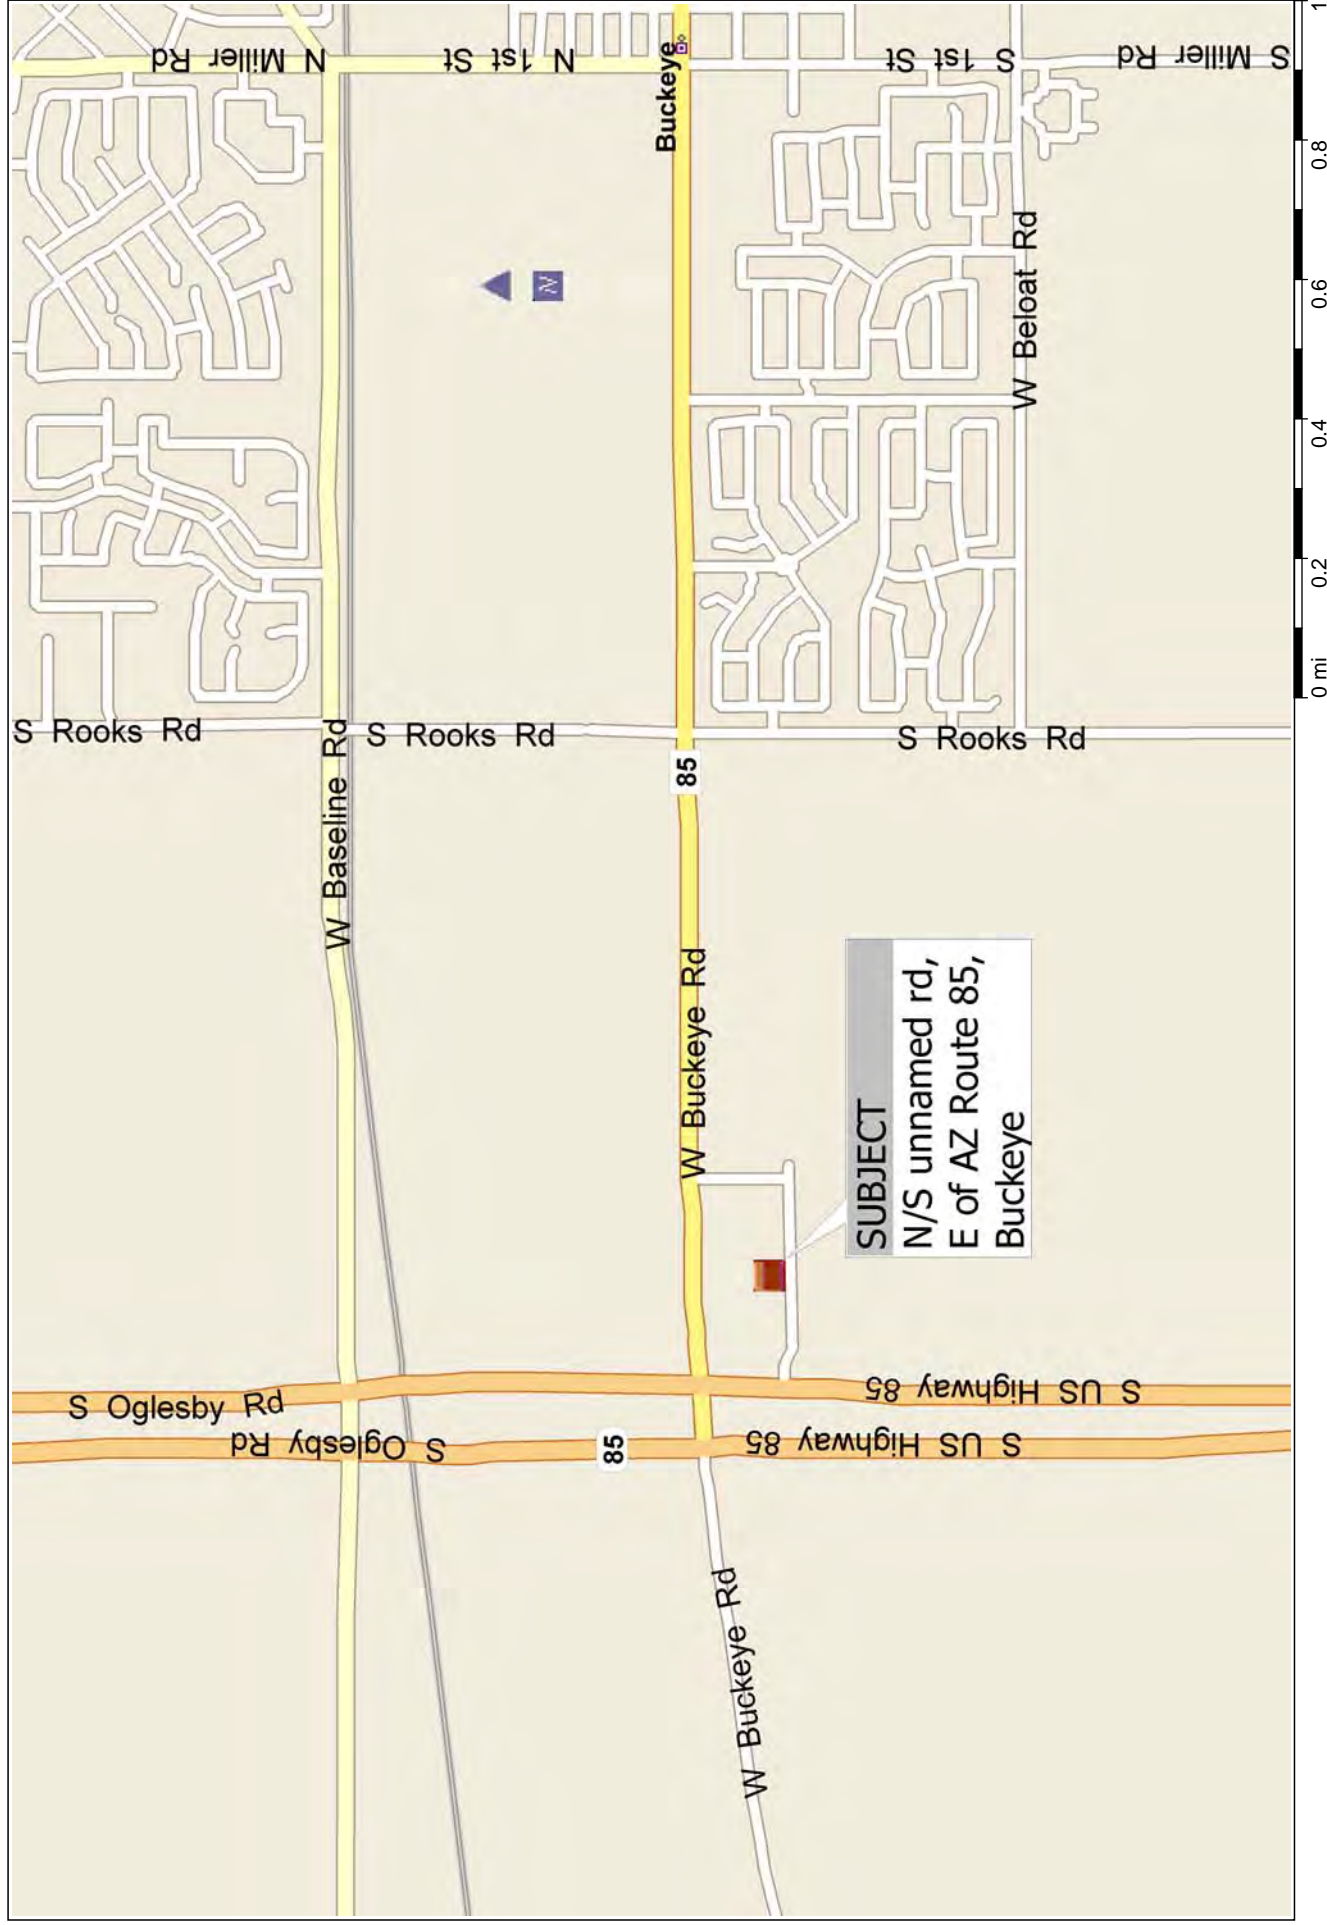 S Oglesby Rd
S Oglesby Rd
S Rooks Rd
N Miller Rd
W Baseline Rd
S Rooks Rd
N 1st St
N
85
85
Buckeye
W Buckeye Rd
W Buckeye Rd
S US Highway 85
S US Highway 85
SUBJECT
N/S unnamed rd,
E of AZ Route 85,
Buckeye
S Rooks Rd
S 1st St
W Beloat Rd
S Miller Rd
0 mi
0.2
0.4
0.6
0.8
1